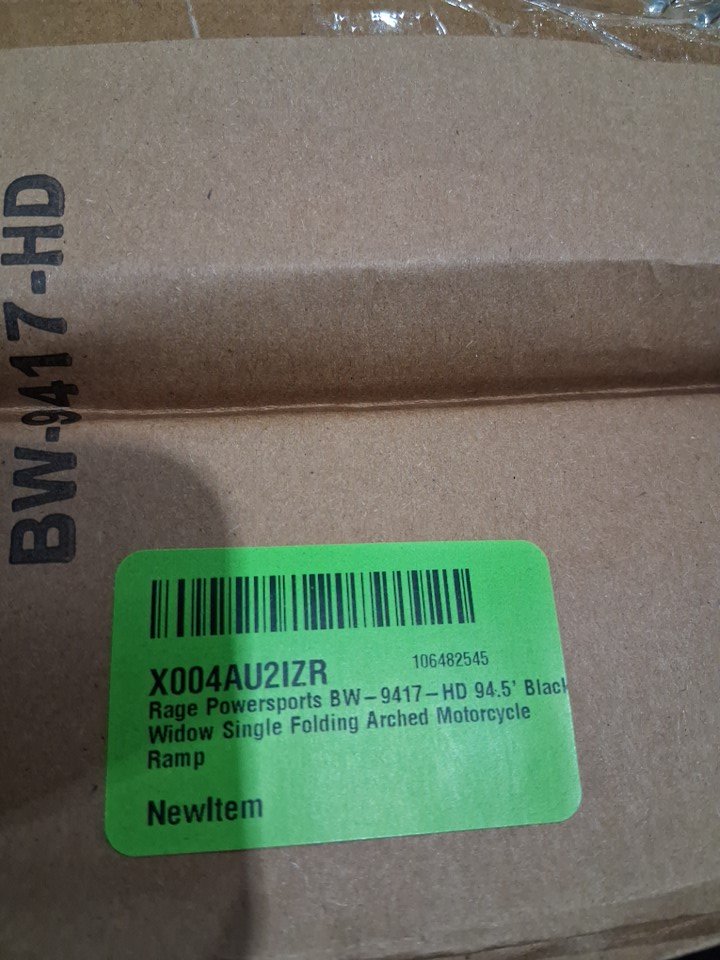 BW-9417-HD
X004AU2IZR 106482545
Rage Powersports BW-9417-HD 94.5' Black
Widow Single Folding Arched Motorcycle
Ramp
NewItem